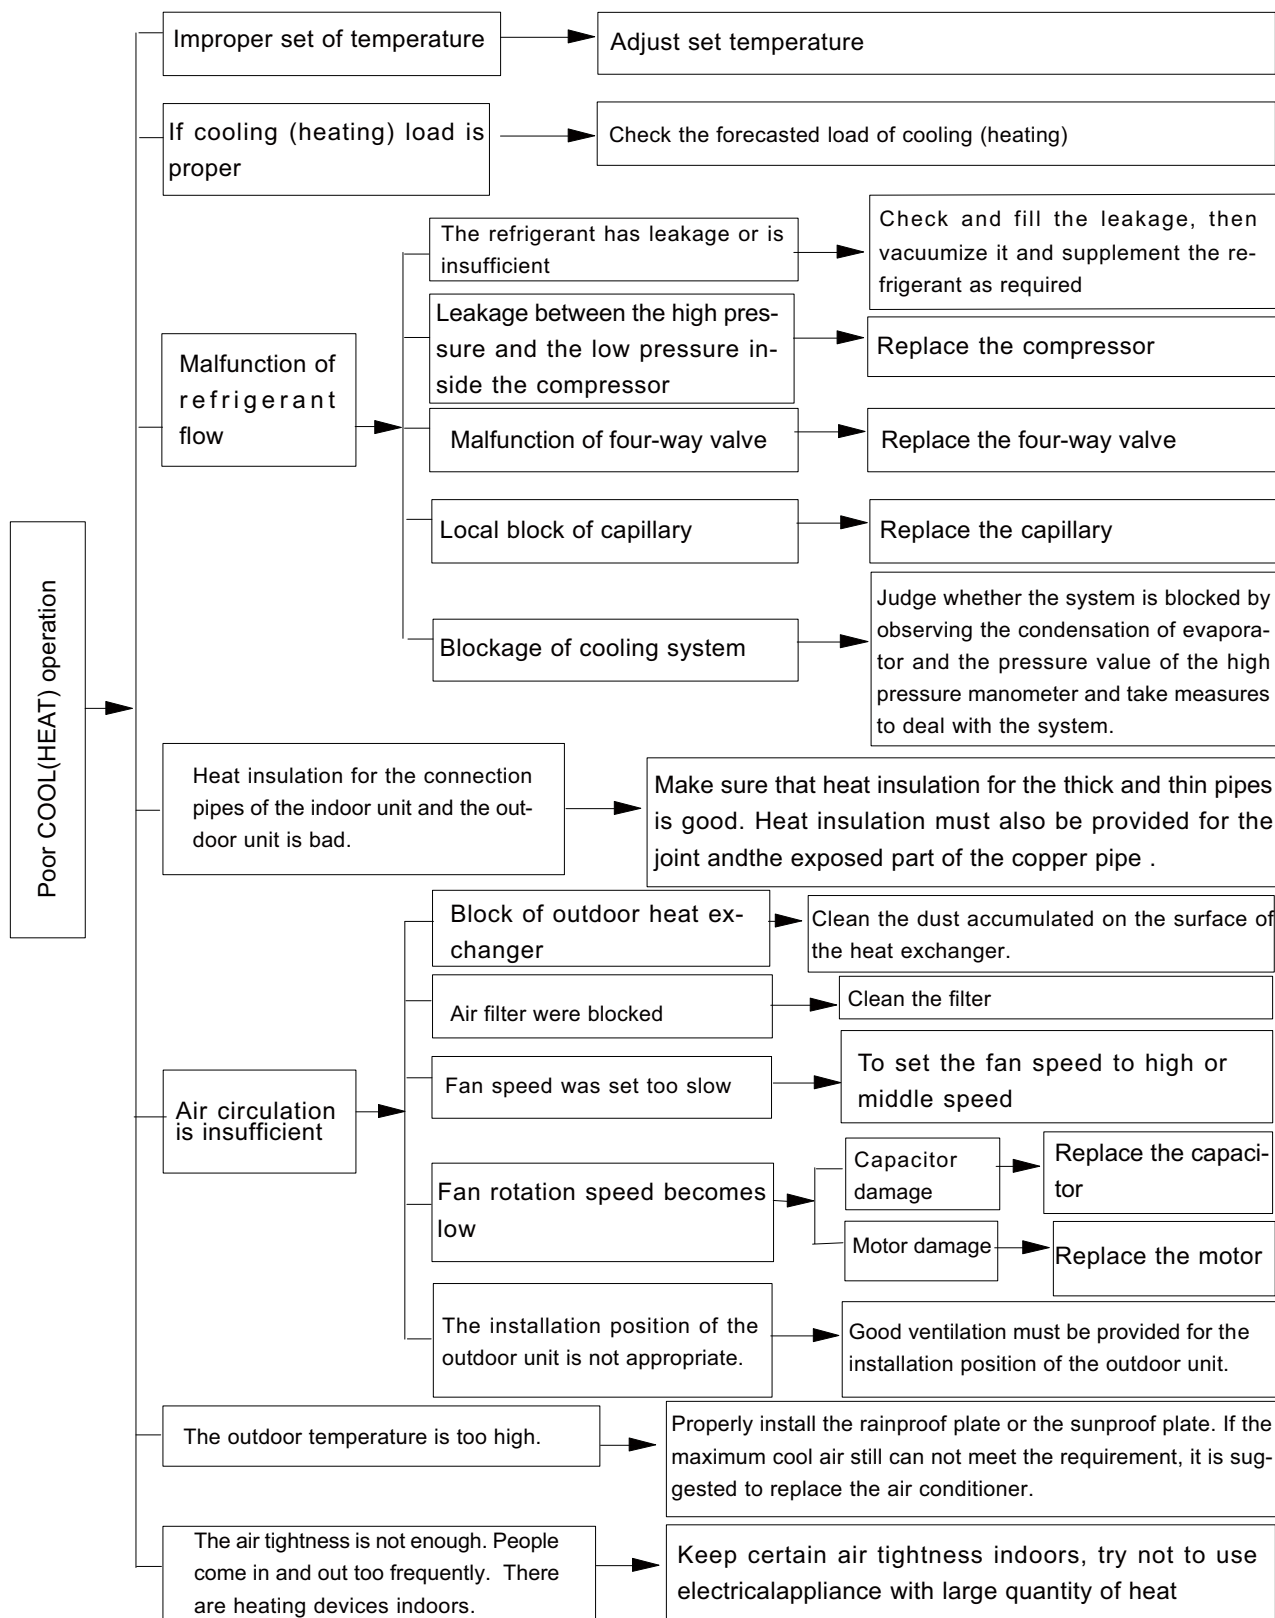 Poor COOL(HEAT) operation
Improper set of temperature
Adjust set temperature
If cooling (heating) load is
proper
Check the forecasted load of cooling (heating)
Malfunction of
refrigerant
flow
The refrigerant has leakage or is
insufficient
Check and fill the leakage, then
vacuumize it and supplement the re-
frigerant as required
Leakage between the high pres-
sure and the low pressure in-
side the compressor
Replace the compressor
Malfunction of four-way valve
Replace the four-way valve
Local block of capillary
Replace the capillary
Blockage of cooling system
Judge whether the system is blocked by
observing the condensation of evapora-
tor and the pressure value of the high
pressure manometer and take measures
to deal with the system.
Heat insulation for the connection
pipes of the indoor unit and the out-
door unit is bad.
Make sure that heat insulation for the thick and thin pipes
is good. Heat insulation must also be provided for the
joint andthe exposed part of the copper pipe .
Air circulation
is insufficient
Block of outdoor heat ex-
changer
Clean the dust accumulated on the surface of
the heat exchanger.
Air filter were blocked
Clean the filter
Fan speed was set too slow
To set the fan speed to high or
middle speed
Fan rotation speed becomes
low
Capacitor
damage
Replace the capaci-
tor
Motor damage
Replace the motor
The installation position of the
outdoor unit is not appropriate.
Good ventilation must be provided for the
installation position of the outdoor unit.
The outdoor temperature is too high.
Properly install the rainproof plate or the sunproof plate. If the
maximum cool air still can not meet the requirement, it is sug-
gested to replace the air conditioner.
The air tightness is not enough. People
come in and out too frequently. There
are heating devices indoors.
Keep certain air tightness indoors, try not to use
electricalappliance with large quantity of heat